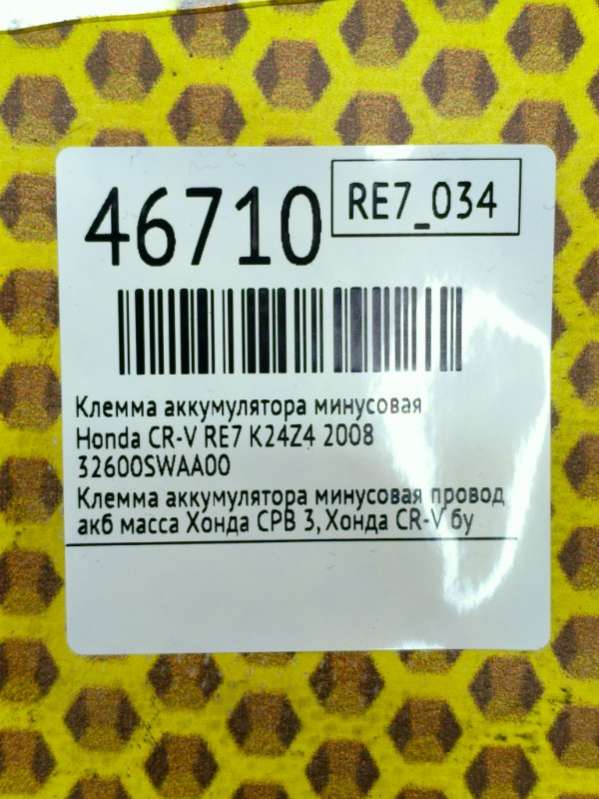 46710
RE7_034
Клемма аккумулятора минусовая
Honda CR-V RE7 K24Z4 2008
32600SWAA00
Клемма аккумулятора минусовая провод
акб масса Хонда СРВ 3, Хонда CR-V бу